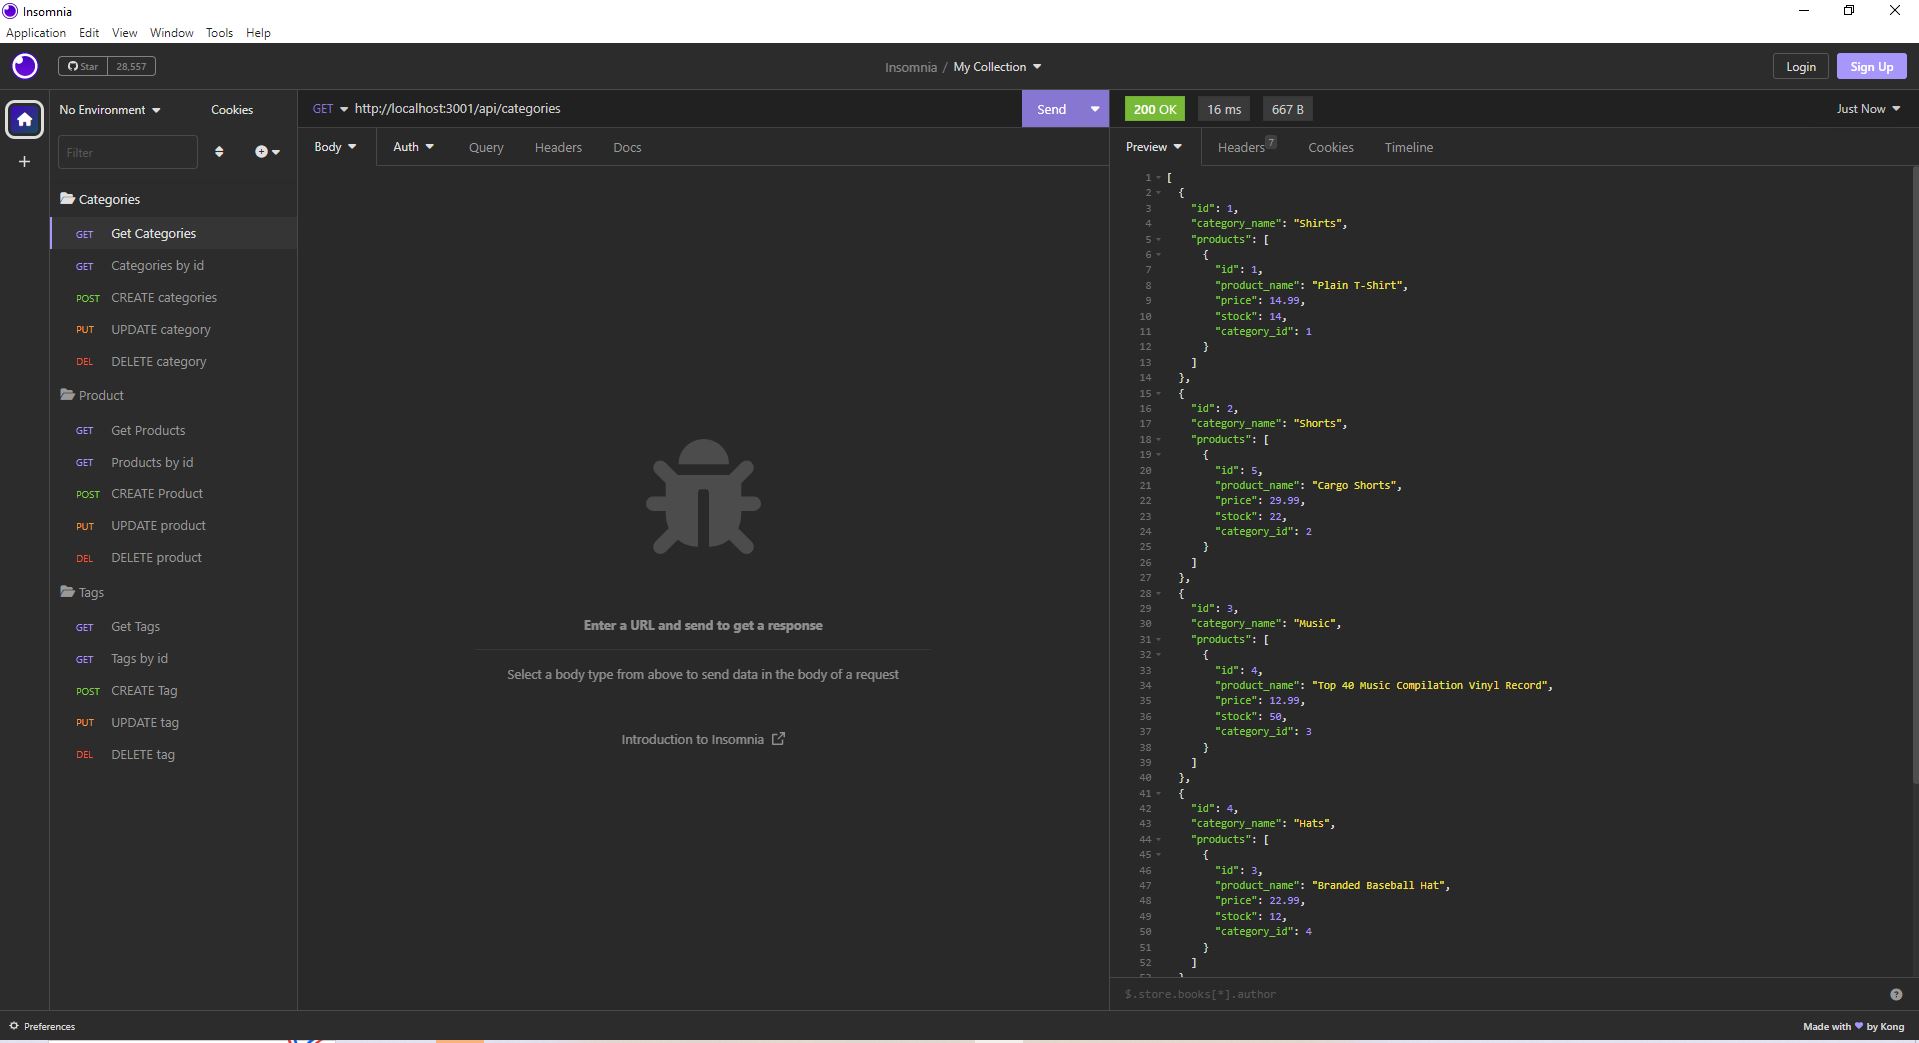 Insomnia
Application Edit View Window Tools Help
Star 28,557
Insomnia / My Collection
Login Sign Up
No Environment Cookies
Filter
Categories
GET Get Categories
GET Categories by id
POST CREATE categories
PUT UPDATE category
DEL DELETE category
Product
GET Get Products
GET Products by id
POST CREATE Product
PUT UPDATE product
DEL DELETE product
Tags
GET Get Tags
GET Tags by id
POST CREATE Tag
PUT UPDATE tag
DEL DELETE tag
GET http://localhost:3001/api/categories Send
Body Auth Query Headers Docs
Enter a URL and send to get a response
Select a body type from above to send data in the body of a request
Introduction to Insomnia
200 OK 16 ms 667 B Just Now
Preview Headers 7 Cookies Timeline
1 [
2 {
3 "id": 1,
4 "category_name": "Shirts",
5 "products": [
6 {
7 "id": 1,
8 "product_name": "Plain T-Shirt",
9 "price": 14.99,
10 "stock": 14,
11 "category_id": 1
12 }
13 ]
14 },
15 {
16 "id": 2,
17 "category_name": "Shorts",
18 "products": [
19 {
20 "id": 5,
21 "product_name": "Cargo Shorts",
22 "price": 29.99,
23 "stock": 22,
24 "category_id": 2
25 }
26 ]
27 },
28 {
29 "id": 3,
30 "category_name": "Music",
31 "products": [
32 {
33 "id": 4,
34 "product_name": "Top 40 Music Compilation Vinyl Record",
35 "price": 12.99,
36 "stock": 50,
37 "category_id": 3
38 }
39 ]
40 },
41 {
42 "id": 4,
43 "category_name": "Hats",
44 "products": [
45 {
46 "id": 3,
47 "product_name": "Branded Baseball Hat",
48 "price": 22.99,
49 "stock": 12,
50 "category_id": 4
51 }
52 ]
$.store.books[*].author
Preferences
Made with by Kong